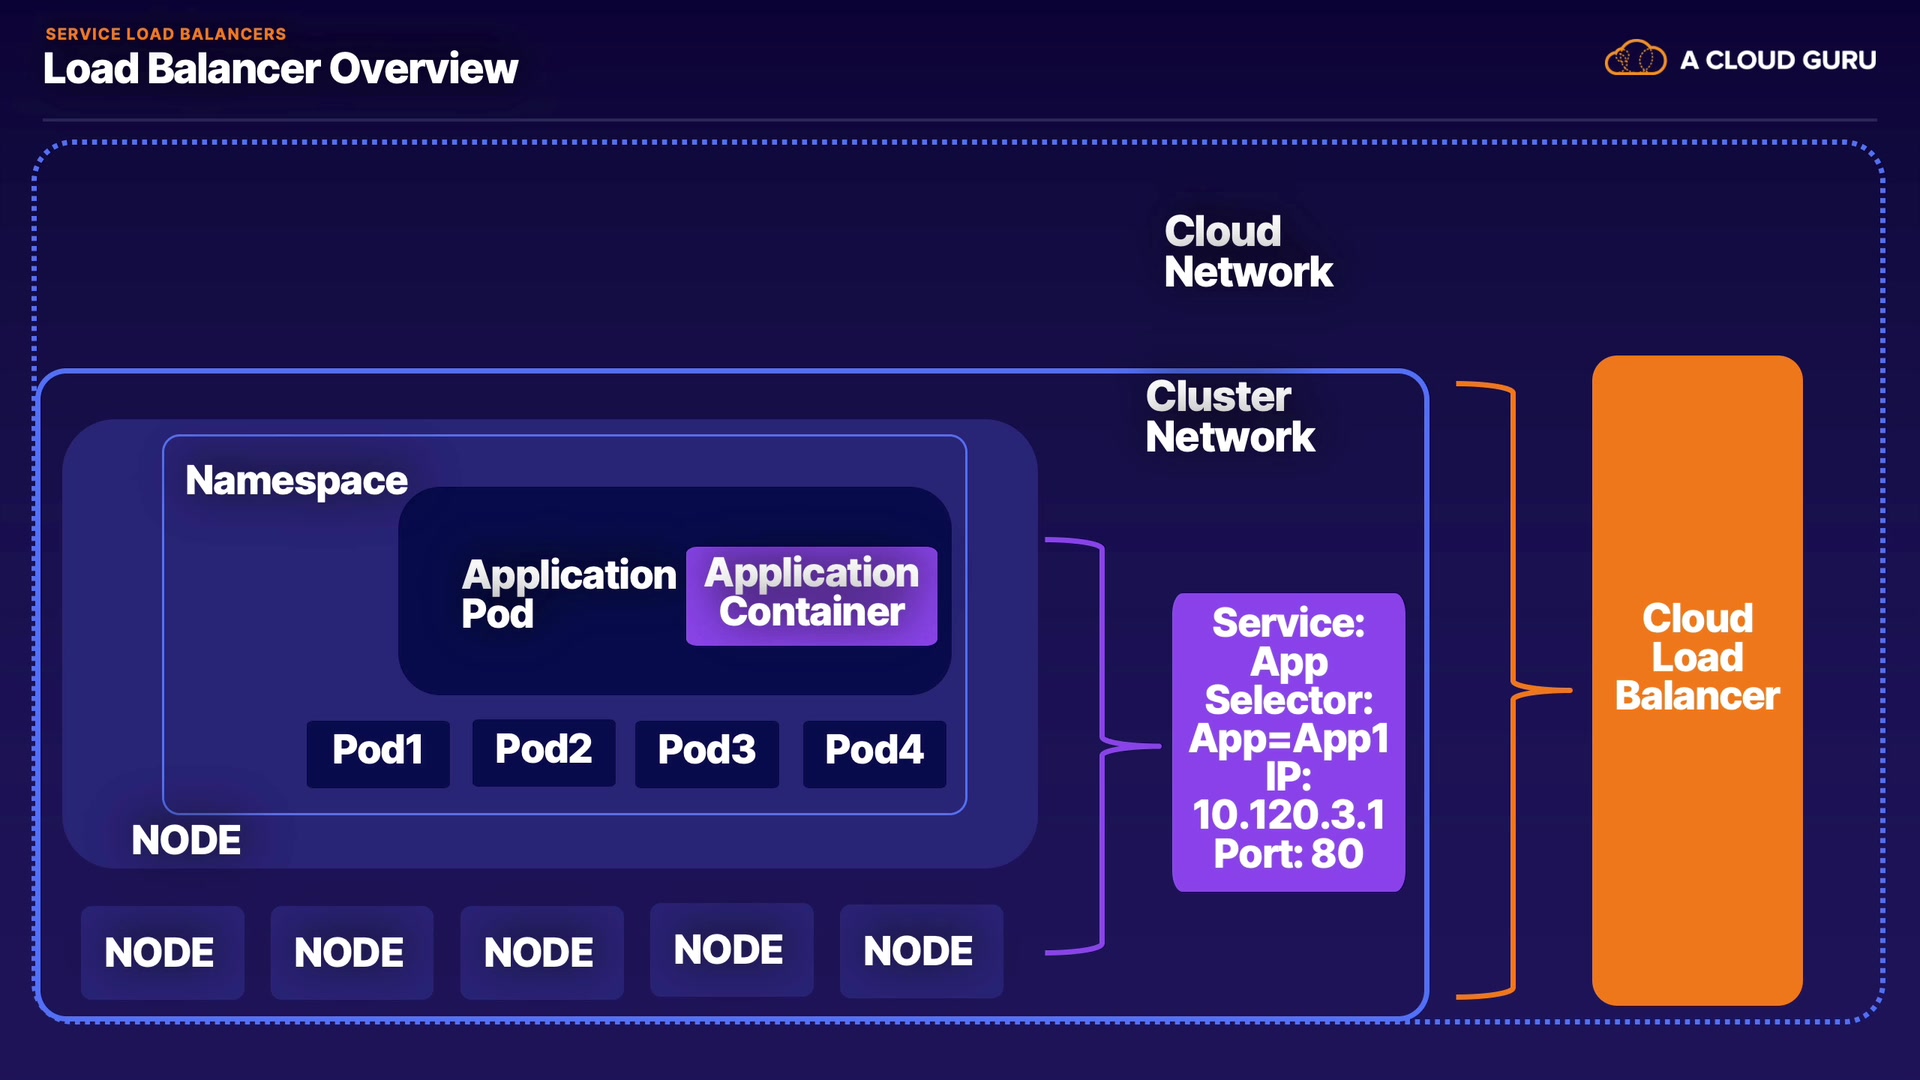 SERVICE LOAD BALANCERS
Load Balancer Overview
A CLOUD GURU
Cloud
Network
Cluster
Network
Namespace
Application
Pod
Application
Container
Pod1
Pod2
Pod3
Pod4
NODE
NODE
NODE
NODE
NODE
NODE
Service:
App
Selector:
App=App1
IP:
10.120.3.1
Port: 80
Cloud
Load
Balancer